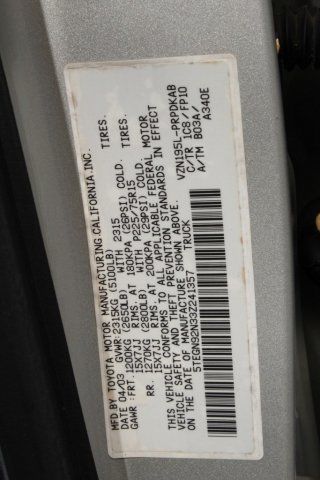 MFD BY TOYOTA MOTOR MANUFACTURING, CALIFORNIA, INC.
DATE 04/03 GVWR: 2315KG (5100LB)
GAWR: FRT. 1200KG (2650LB) WITH 2315 TIRES.
15X7JJ RIMS. AT 180KPA (26PSI) COLD.
RR. 1270KG (2800LB) WITH P225/75R15 TIRES.
15X7JJ RIMS. AT 200KPA (29PSI) COLD.
THIS VEHICLE CONFORMS TO ALL APPLICABLE FEDERAL MOTOR
VEHICLE SAFETY AND THEFT PREVENTION STANDARDS IN EFFECT
ON THE DATE OF MANUFACTURE SHOWN ABOVE.
5TEGN92N33Z241357 TRUCK
VZN195L-PRPDKAB
C/TR 1C8/FP10
A/TM B03A/
A340E